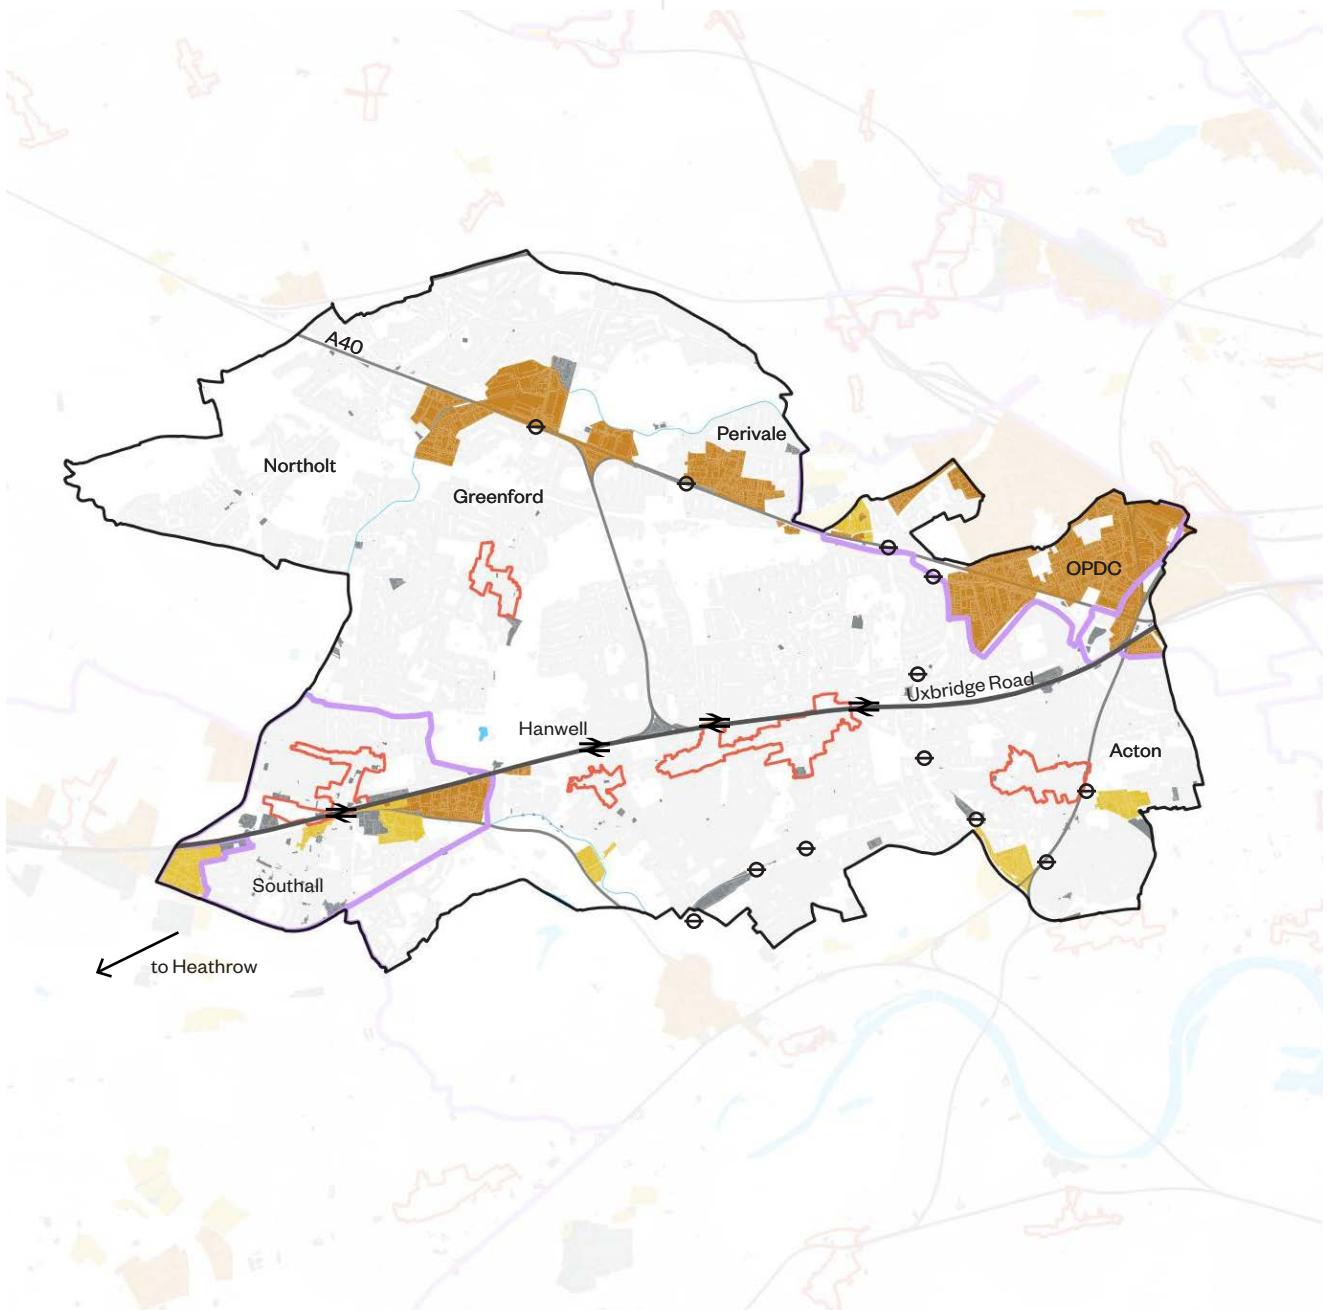 A40
Perivale
Northolt
Greenford
OPDC
Uxbridge Road
Hanwell
Acton
Southall
to Heathrow